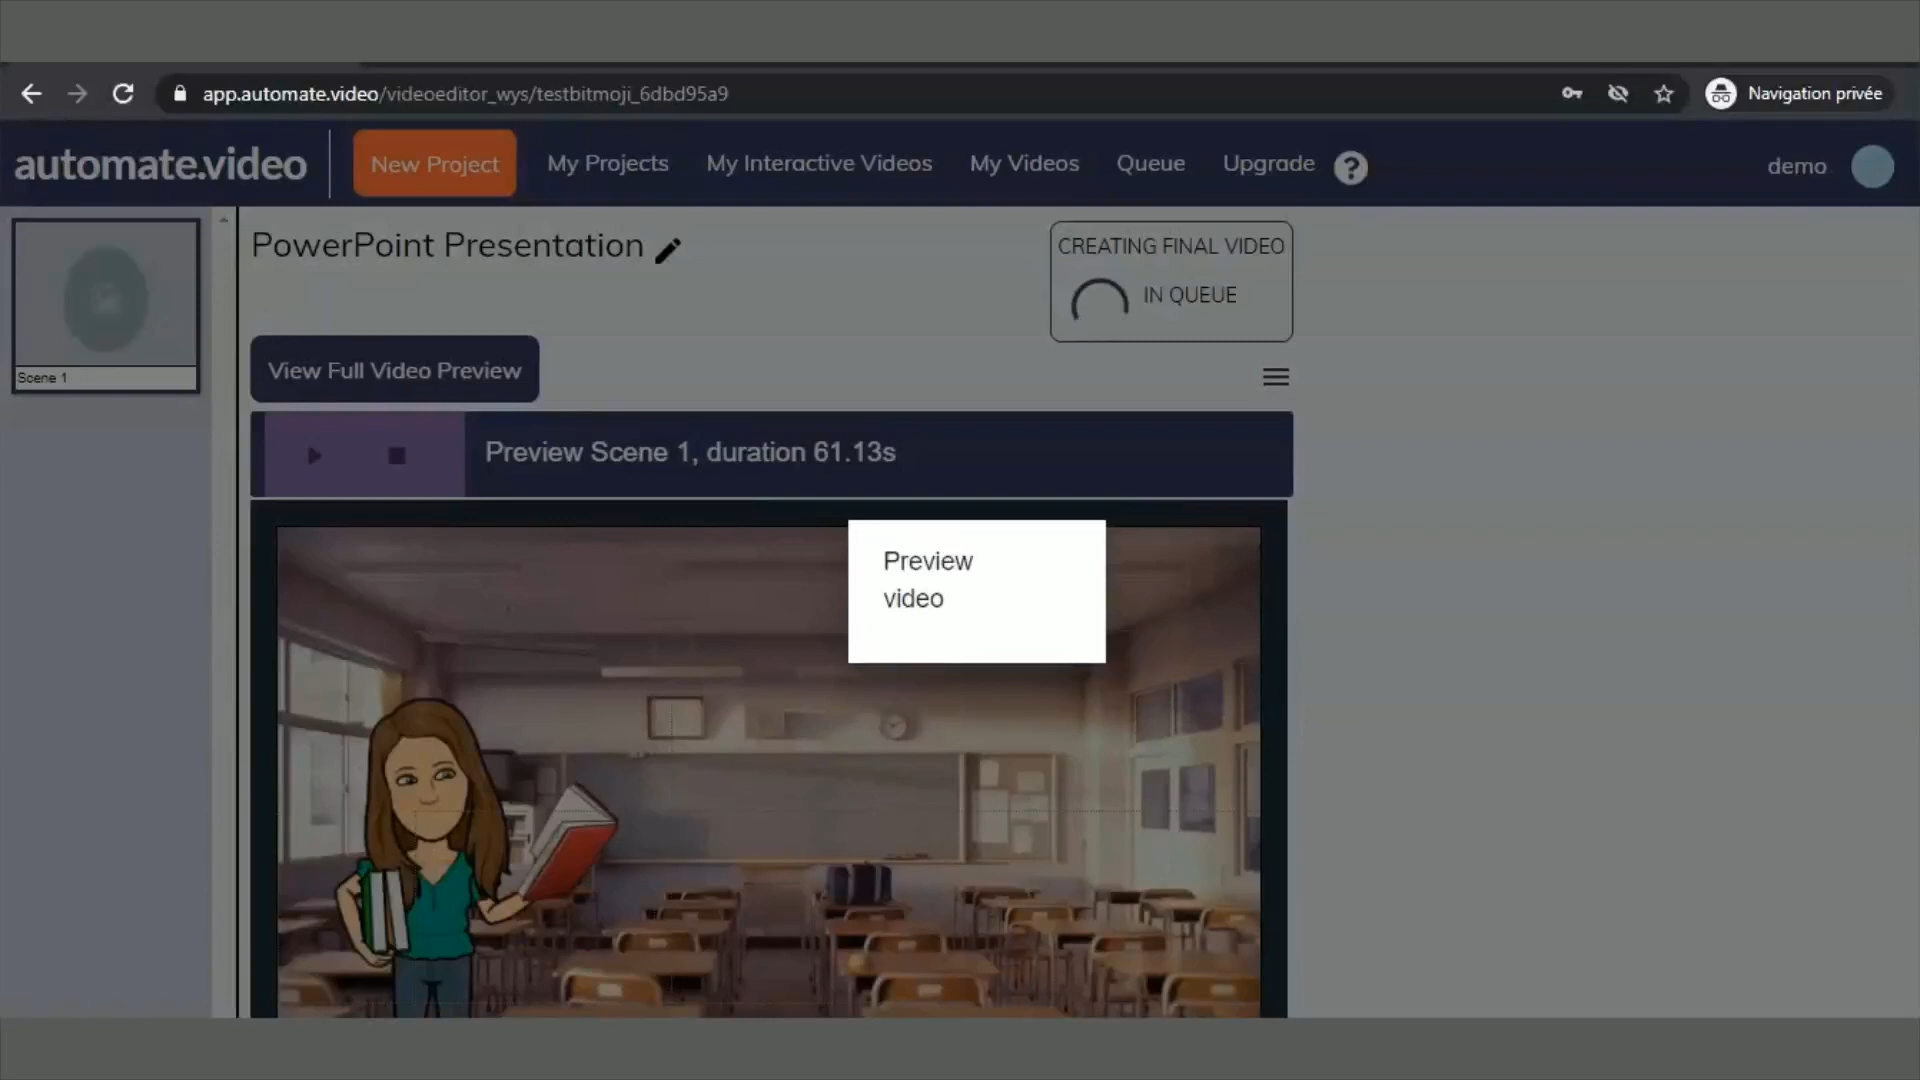 app.automate.video/videoeditor_wys/testbitmoji_6dbd95a9
Navigation privée
automate.video
New Project
My Projects
My Interactive Videos
My Videos
Queue
Upgrade
?
demo
PowerPoint Presentation
CREATING FINAL VIDEO
IN QUEUE
Scene 1
View Full Video Preview
Preview Scene 1, duration 61.13s
Preview
video